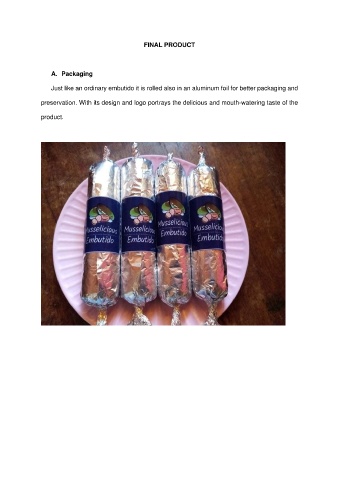 FINAL PRODUCT
A. Packaging
Just like an ordinary embutido it is rolled also in an aluminum foil for better packaging and
preservation. With its design and logo portrays the delicious and mouth-watering taste of the
product.
Musselicious Musselicious Musselicious Musselicious
Embutido Embutido Embutido Embutido